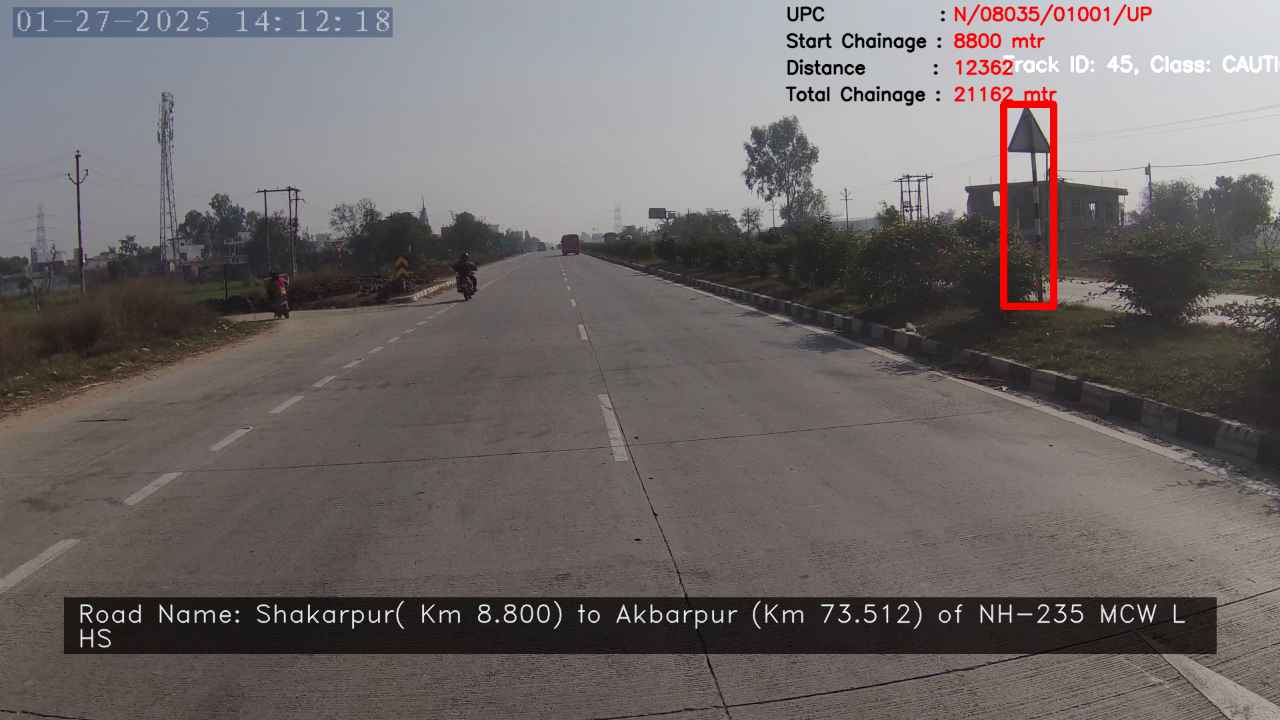 01-27-2025 14:12:18
UPC : N/08035/01001/UP
Start Chainage : 8800 mtr
Distance : 12362
Track ID: 45, Class: CAUTI
Total Chainage : 21162 mtr
Road Name: Shakarpur( Km 8.800) to Akbarpur (Km 73.512) of NH-235 MCW L
HS